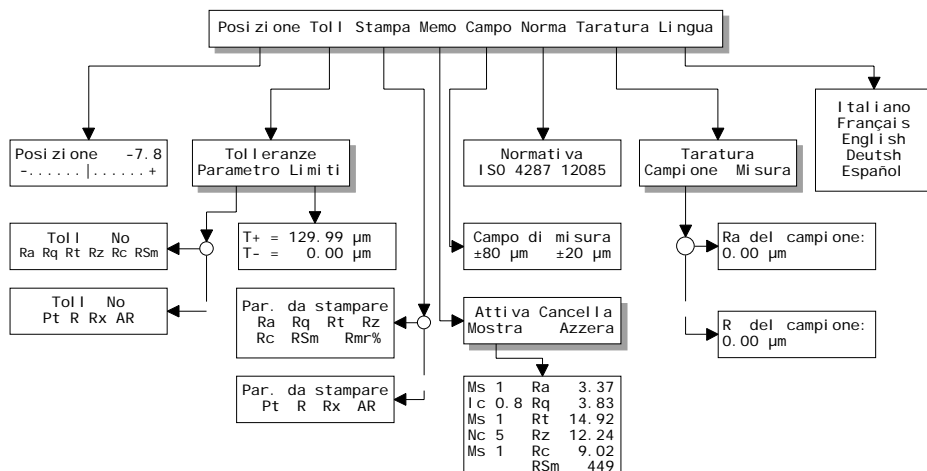 Posizione Toll Stampa Memo Campo Norma Taratura Lingua
Posizione -7.8
-......|......+
Tolleranze
Parametro Limiti
Normativa
ISO 4287 12085
Taratura
Campione Misura
Italiano
Français
English
Deutsh
Español
Toll No
Ra Rq Rt Rz Rc RSm
T+ = 129.99 µm
T- = 0.00 µm
Campo di misura
±80 µm ±20 µm
Ra del campione:
0.00 µm
Toll No
Pt R Rx AR
Par. da stampare
Ra Rq Rt Rz
Rc RSm Rmr%
Attiva Cancella
Mostra Azzera
R del campione:
0.00 µm
Par. da stampare
Pt R Rx AR
Ms 1 Ra 3.37
lc 0.8 Rq 3.83
Ms 1 Rt 14.92
Nc 5 Rz 12.24
Ms 1 Rc 9.02
RSm 449